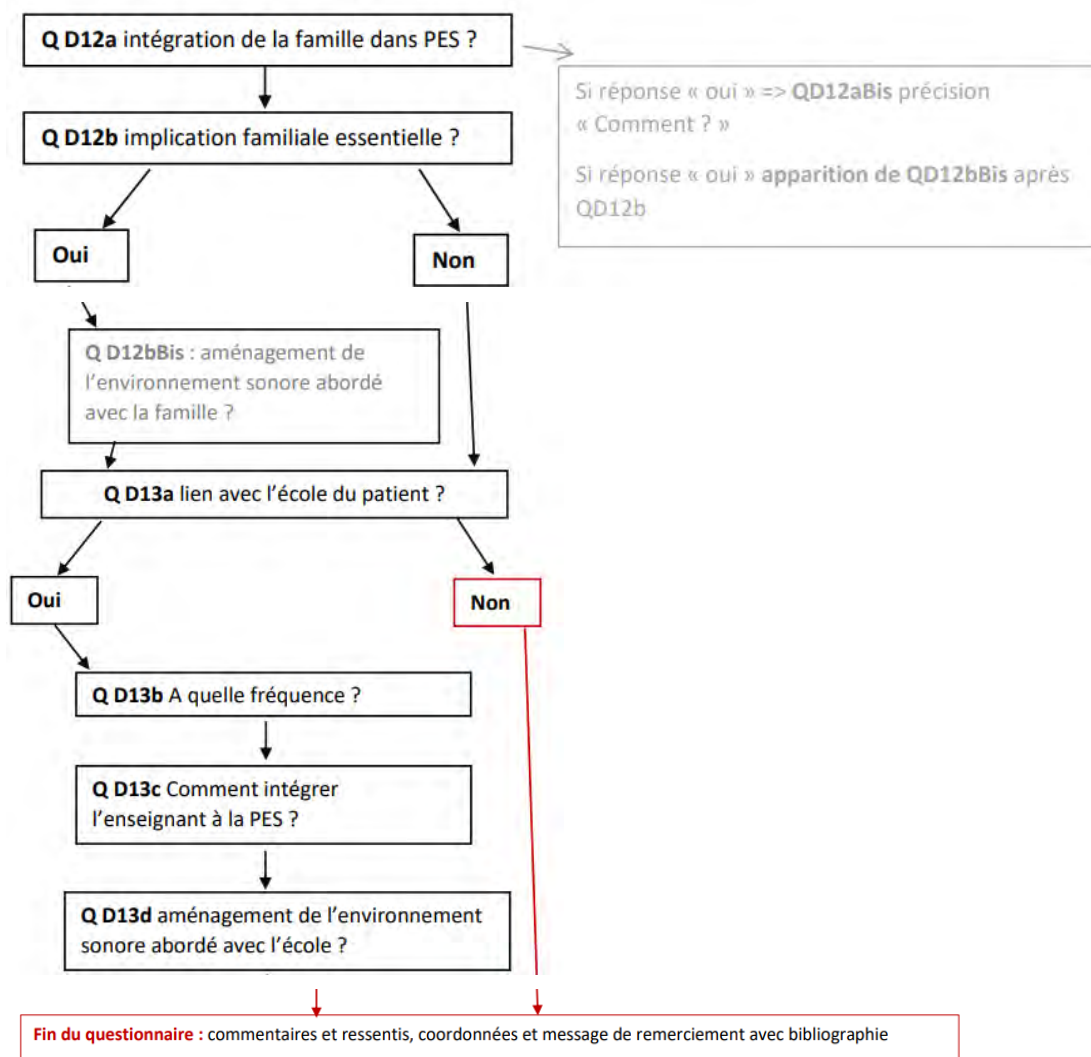 Q D12a intégration de la famille dans PES ?
Si réponse « oui » => QD12aBis précision
« Comment ? »
Si réponse « oui » apparition de QD12bBis après
QD12b
Q D12b implication familiale essentielle ?
Oui
Non
Q D12bBis : aménagement de
l'environnement sonore abordé
avec la famille ?
Q D13a lien avec l'école du patient ?
Oui
Non
Q D13b A quelle fréquence ?
Q D13c Comment intégrer
l'enseignant à la PES ?
Q D13d aménagement de l'environnement
sonore abordé avec l'école ?
Fin du questionnaire : commentaires et ressentis, coordonnées et message de remerciement avec bibliographie